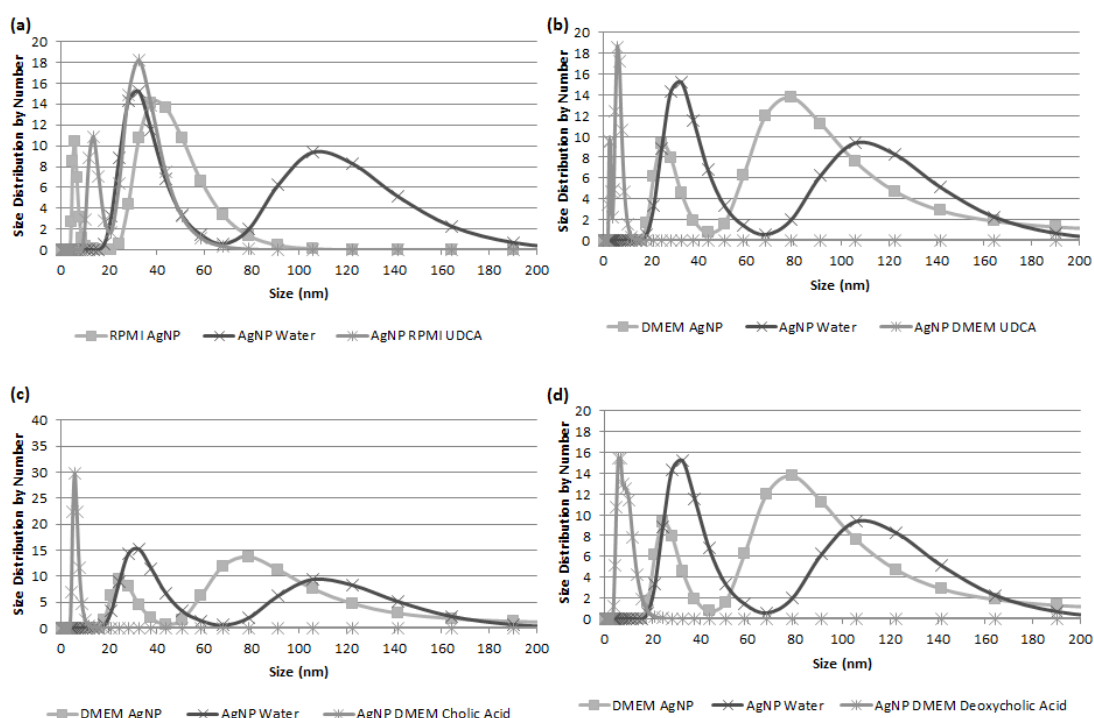 (a)
Size Distribution by Number
20
18
16
14
12
10
8
6
4
2
0
0 20 40 60 80 100 120 140 160 180 200
Size (nm)
RPMI AgNP AgNP Water AgNP RPMI UDCA
(b)
Size Distribution by Number
20
18
16
14
12
10
8
6
4
2
0
0 20 40 60 80 100 120 140 160 180 200
Size (nm)
DMEM AgNP AgNP Water AgNP DMEM UDCA
(c)
Size Distribution by Number
40
35
30
25
20
15
10
5
0
0 20 40 60 80 100 120 140 160 180 200
Size (nm)
DMEM AgNP AgNP Water AgNP DMEM Cholic Acid
(d)
Size Distribution by Number
20
18
16
14
12
10
8
6
4
2
0
0 20 40 60 80 100 120 140 160 180 200
Size (nm)
DMEM AgNP AgNP Water AgNP DMEM Deoxycholic Acid